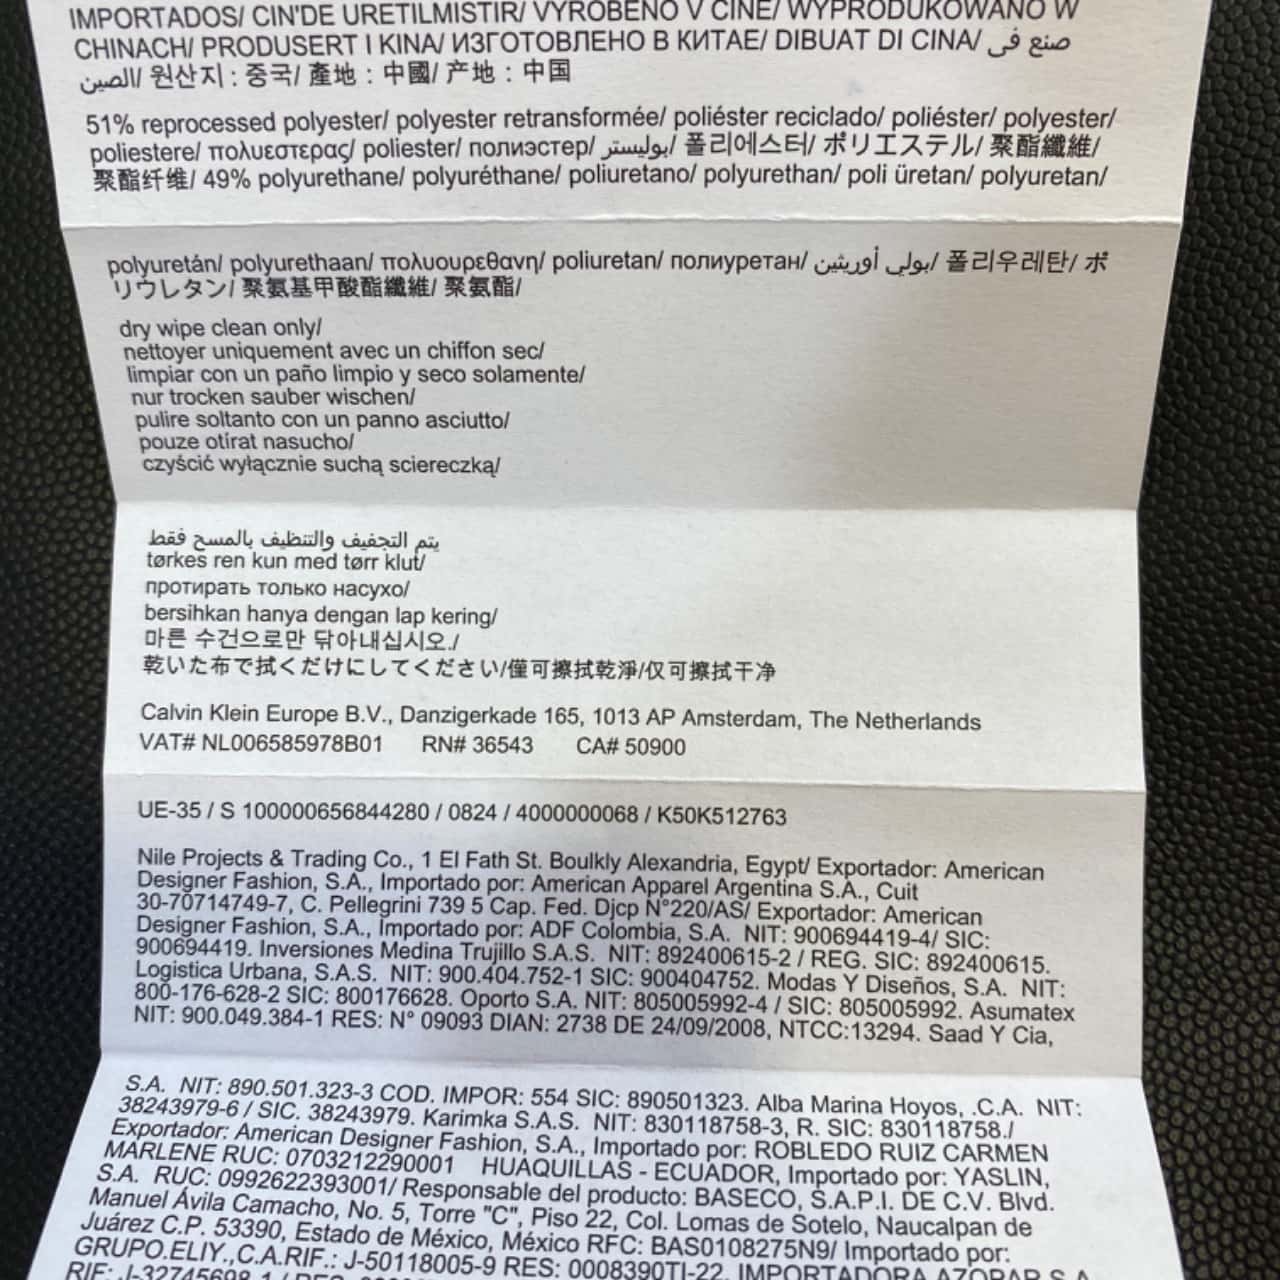 IMPORTADOS/ CIN'DE URETILMISTIR/ VYROBENO V CINE/ WYPRODUKOWANO W
CHINACH/ PRODUSERT I KINA/ ИЗГОТОВЛЕНО В КИТАЕ/ DIBUAT DI CINA/ صنع في
الصين/ 원산지 : 중국/ 產地 : 中國/ 产地 : 中国
51% reprocessed polyester/ polyester retransformée/ poliéster reciclado/ poliéster/ polyester/
poliestere/ πολυεστερας/ poliester/ полиэстер/ بوليستر/ 폴리에스터/ ポリエステル/ 聚酯纖維/
聚酯纤维/ 49% polyurethane/ polyuréthane/ poliuretano/ polyurethan/ poli üretan/ polyuretan/
polyuretán/ polyurethaan/ πολυουρεθανη/ poliuretan/ полиуретан/ بولي أوريثين/ 폴리우레탄/ ポ
リウレタン/ 聚氨基甲酸酯纖維/ 聚氨酯/
dry wipe clean only/
nettoyer uniquement avec un chiffon sec/
limpiar con un paño limpio y seco solamente/
nur trocken sauber wischen/
pulire soltanto con un panno asciutto/
pouze otírat nasucho/
czyścić wyłącznie suchą sciereczką/
يتم التجفيف والتنظيف بالمسح فقط
tørkes ren kun med tørr klut/
протирать только насухо/
bersihkan hanya dengan lap kering/
마른 수건으로만 닦아내십시오./
乾いた布で拭くだけにしてください/僅可擦拭乾淨/仅可擦拭干净
Calvin Klein Europe B.V., Danzigerkade 165, 1013 AP Amsterdam, The Netherlands
VAT# NL006585978B01 RN# 36543 CA# 50900
UE-35 / S 100000656844280 / 0824 / 4000000068 / K50K512763
Nile Projects & Trading Co., 1 El Fath St. Boulkly Alexandria, Egypt/ Exportador: American
Designer Fashion, S.A., Importado por: American Apparel Argentina S.A., Cuit
30-70714749-7, C. Pellegrini 739 5 Cap. Fed. Djcp N°220/AS/ Exportador: American
Designer Fashion, S.A., Importado por: ADF Colombia, S.A. NIT: 900694419-4/ SIC:
900694419. Inversiones Medina Trujillo S.A.S. NIT: 892400615-2 / REG. SIC: 892400615.
Logistica Urbana, S.A.S. NIT: 900.404.752-1 SIC: 900404752. Modas Y Diseños, S.A. NIT:
800-176-628-2 SIC: 800176628. Oporto S.A. NIT: 805005992-4 / SIC: 805005992. Asumatex
NIT: 900.049.384-1 RES: N° 09093 DIAN: 2738 DE 24/09/2008, NTCC:13294. Saad Y Cia,
S.A. NIT: 890.501.323-3 COD. IMPOR: 554 SIC: 890501323. Alba Marina Hoyos, .C.A. NIT:
38243979-6 / SIC. 38243979. Karimka S.A.S. NIT: 830118758-3, R. SIC: 830118758./
Exportador: American Designer Fashion, S.A., Importado por: ROBLEDO RUIZ CARMEN
MARLENE RUC: 0703212290001 HUAQUILLAS - ECUADOR, Importado por: YASLIN,
S.A. RUC: 0992622393001/ Responsable del producto: BASECO, S.A.P.I. DE C.V. Blvd.
Manuel Ávila Camacho, No. 5, Torre "C", Piso 22, Col. Lomas de Sotelo, Naucalpan de
Juárez C.P. 53390, Estado de México, México RFC: BAS0108275N9/ Importado por:
GRUPO.ELIY.,C.A.RIF.: J-50118005-9 RES: 0008390TI-22. IMPORTADORA AZOPAR S.A.
RIF: J-32745698-1 / RES: